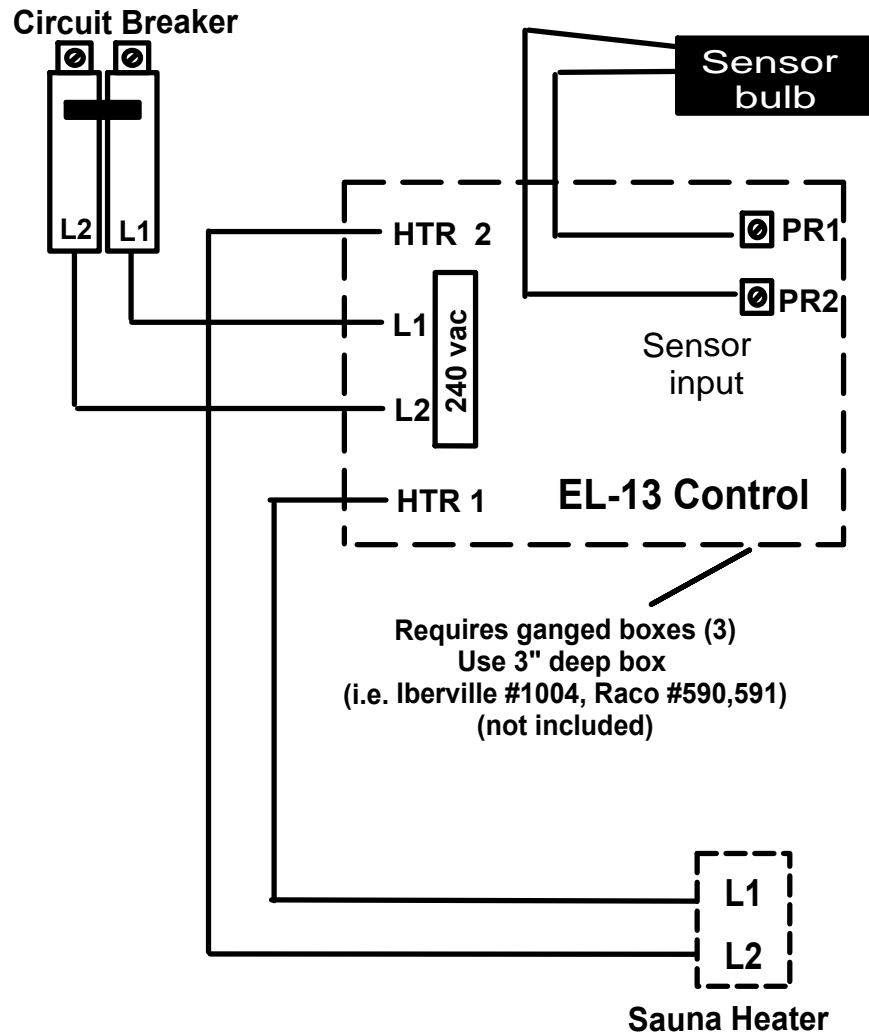 Circuit Breaker
L2
L1
Sensor
bulb
HTR 2
L1
L2
240 vac
HTR 1
PR1
PR2
Sensor
input
EL-13 Control
Requires ganged boxes (3)
Use 3" deep box
(i.e. Iberville #1004, Raco #590,591)
(not included)
L1
L2
Sauna Heater